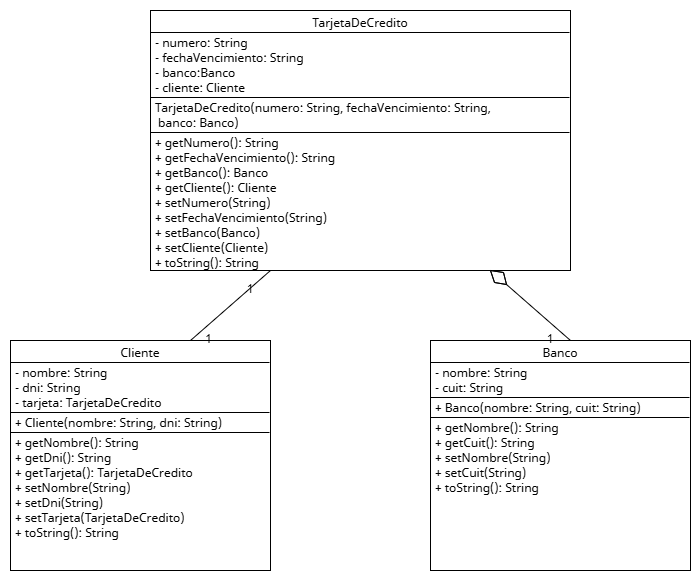 TarjetaDeCredito
- numero: String
- fechaVencimiento: String
- banco:Banco
- cliente: Cliente
TarjetaDeCredito(numero: String, fechaVencimiento: String,
banco: Banco)
+ getNumero(): String
+ getFechaVencimiento(): String
+ getBanco(): Banco
+ getCliente(): Cliente
+ setNumero(String)
+ setFechaVencimiento(String)
+ setBanco(Banco)
+ setCliente(Cliente)
+ toString(): String
1
1
1
Cliente
- nombre: String
- dni: String
- tarjeta: TarjetaDeCredito
+ Cliente(nombre: String, dni: String)
+ getNombre(): String
+ getDni(): String
+ getTarjeta(): TarjetaDeCredito
+ setNombre(String)
+ setDni(String)
+ setTarjeta(TarjetaDeCredito)
+ toString(): String
Banco
- nombre: String
- cuit: String
+ Banco(nombre: String, cuit: String)
+ getNombre(): String
+ getCuit(): String
+ setNombre(String)
+ setCuit(String)
+ toString(): String